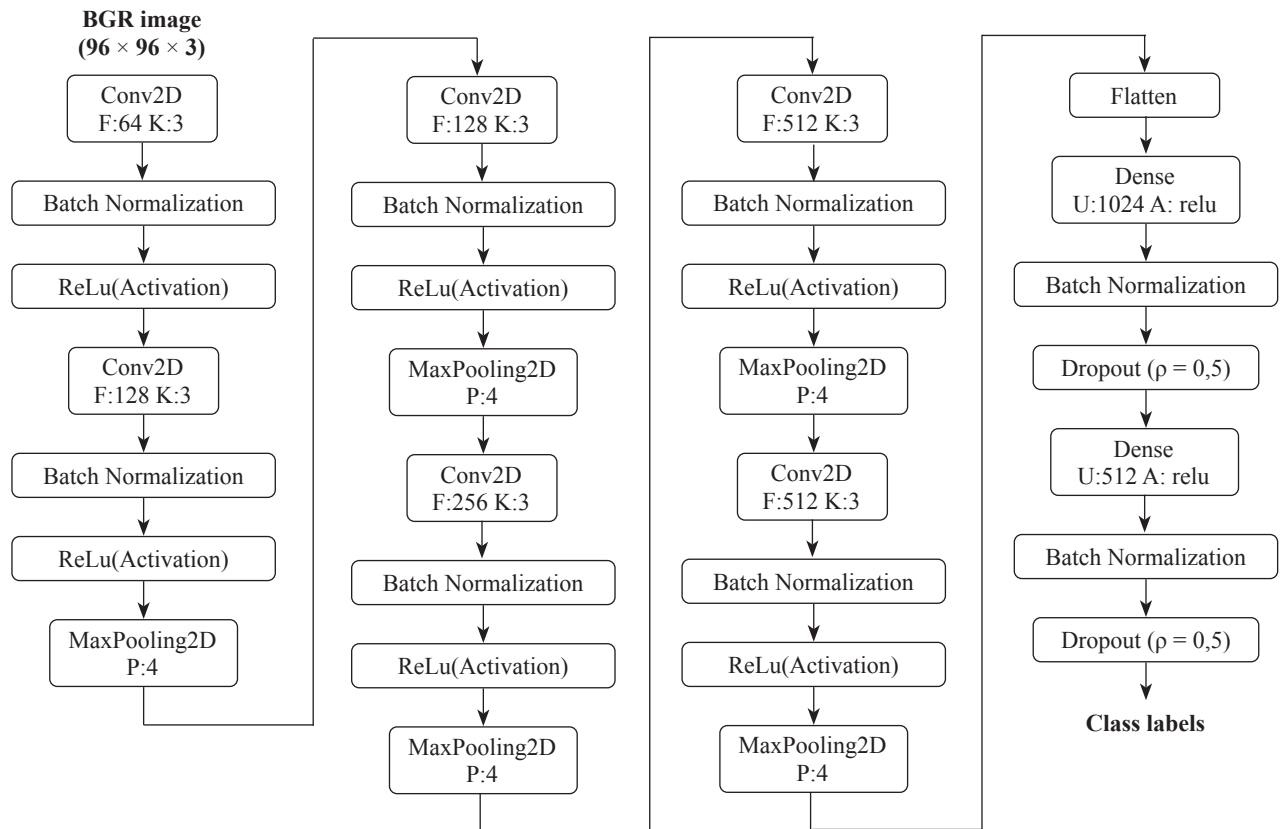 BGR image
(96 × 96 × 3)
Conv2D
F:64 K:3
Batch Normalization
ReLu(Activation)
Conv2D
F:128 K:3
Batch Normalization
ReLu(Activation)
MaxPooling2D
P:4
Conv2D
F:128 K:3
Batch Normalization
ReLu(Activation)
MaxPooling2D
P:4
Conv2D
F:256 K:3
Batch Normalization
ReLu(Activation)
MaxPooling2D
P:4
Conv2D
F:512 K:3
Batch Normalization
ReLu(Activation)
MaxPooling2D
P:4
Conv2D
F:512 K:3
Batch Normalization
ReLu(Activation)
MaxPooling2D
P:4
Flatten
Dense
U:1024 A: relu
Batch Normalization
Dropout (ρ = 0,5)
Dense
U:512 A: relu
Batch Normalization
Dropout (ρ = 0,5)
Class labels